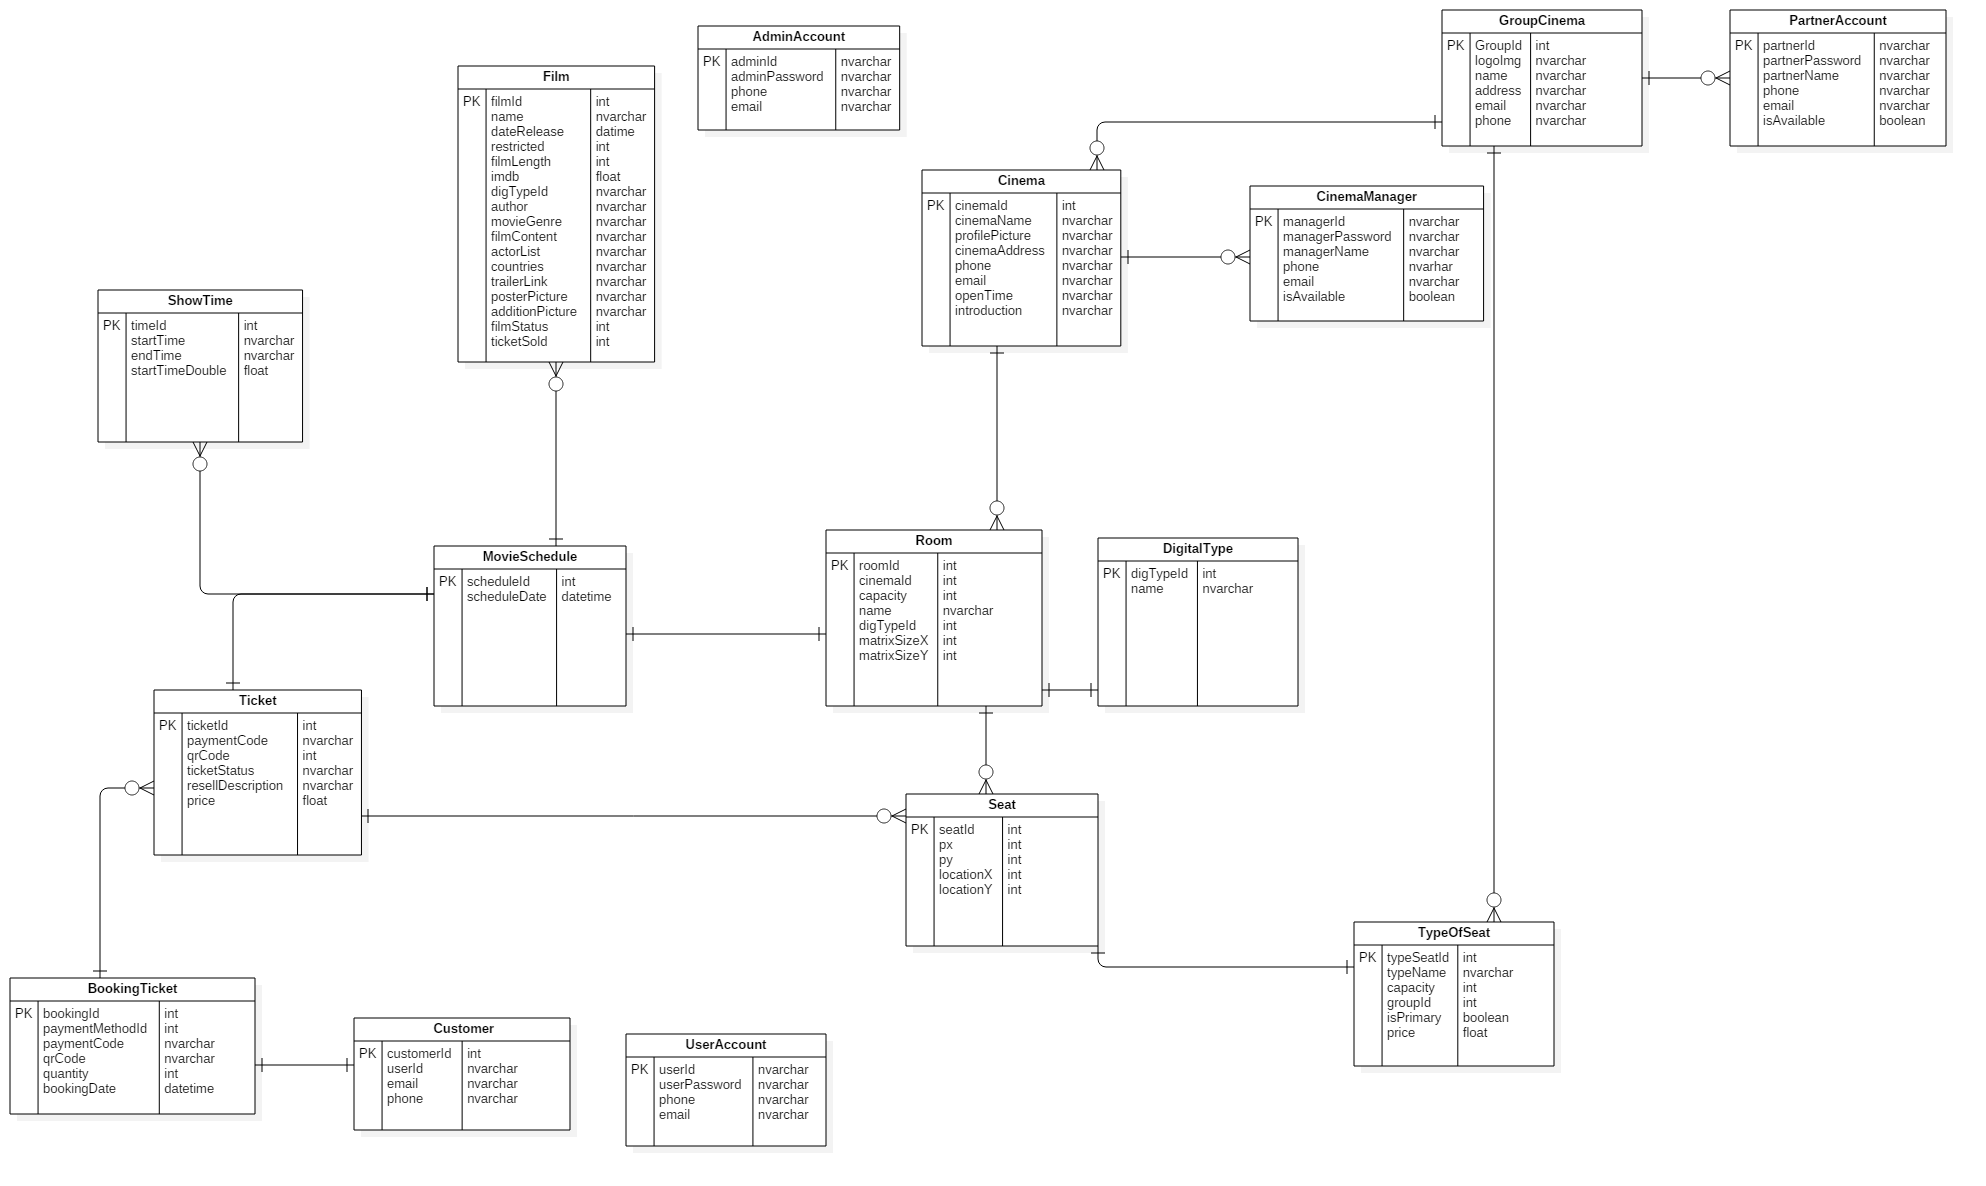 AdminAccount
PK adminId nvarchar
adminPassword nvarchar
phone nvarchar
email nvarchar
GroupCinema
PK GroupId int
logoImg nvarchar
name nvarchar
address nvarchar
email nvarchar
phone nvarchar
PartnerAccount
PK partnerId nvarchar
partnerPassword nvarchar
partnerName nvarchar
phone nvarchar
email nvarchar
isAvailable boolean
Film
PK filmId int
name nvarchar
dateRelease datime
restricted int
filmLength int
imdb float
digTypeId nvarchar
author nvarchar
movieGenre nvarchar
filmContent nvarchar
actorList nvarchar
countries nvarchar
trailerLink nvarchar
posterPicture nvarchar
additionPicture nvarchar
filmStatus int
ticketSold int
Cinema
PK cinemaId int
cinemaName nvarchar
profilePicture nvarchar
cinemaAddress nvarchar
phone nvarchar
email nvarchar
openTime nvarchar
introduction nvarchar
CinemaManager
PK managerId nvarchar
managerPassword nvarchar
managerName nvarchar
phone nvarhar
email nvarchar
isAvailable boolean
ShowTime
PK timeId int
startTime nvarchar
endTime nvarchar
startTimeDouble float
MovieSchedule
PK scheduleId int
scheduleDate datetime
Room
PK roomId int
cinemaId int
capacity int
name nvarchar
digTypeId int
matrixSizeX int
matrixSizeY int
DigitalType
PK digTypeId int
name nvarchar
Ticket
PK ticketId int
paymentCode nvarchar
qrCode int
ticketStatus nvarchar
resellDescription nvarchar
price float
Seat
PK seatId int
px int
py int
locationX int
locationY int
TypeOfSeat
PK typeSeatId int
typeName nvarchar
capacity int
groupId int
isPrimary boolean
price float
BookingTicket
PK bookingId int
paymentMethodId int
paymentCode nvarchar
qrCode nvarchar
quantity int
bookingDate datetime
Customer
PK customerId int
userId nvarchar
email nvarchar
phone nvarchar
UserAccount
PK userId nvarchar
userPassword nvarchar
phone nvarchar
email nvarchar